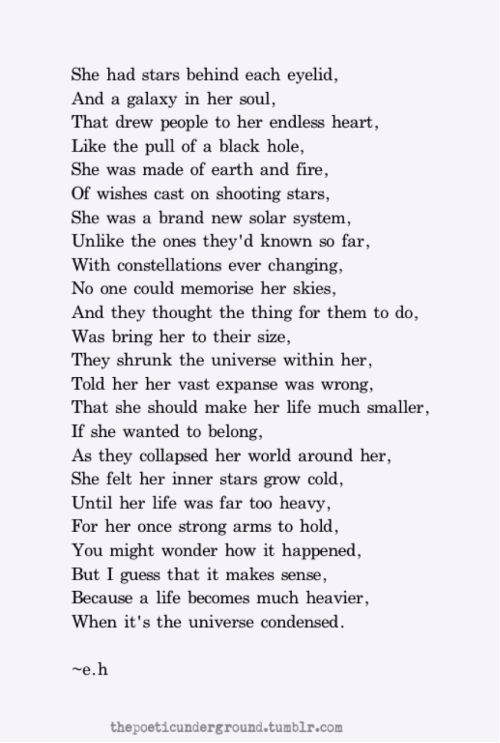 She had stars behind each eyelid,
And a galaxy in her soul,
That drew people to her endless heart,
Like the pull of a black hole,
She was made of earth and fire,
Of wishes cast on shooting stars,
She was a brand new solar system,
Unlike the ones they'd known so far,
With constellations ever changing,
No one could memorise her skies,
And they thought the thing for them to do,
Was bring her to their size,
They shrunk the universe within her,
Told her her vast expanse was wrong,
That she should make her life much smaller,
If she wanted to belong,
As they collapsed her world around her,
She felt her inner stars grow cold,
Until her life was far too heavy,
For her once strong arms to hold,
You might wonder how it happened,
But I guess that it makes sense,
Because a life becomes much heavier,
When it's the universe condensed.
~e.h
thepoeticunderground.tumblr.com